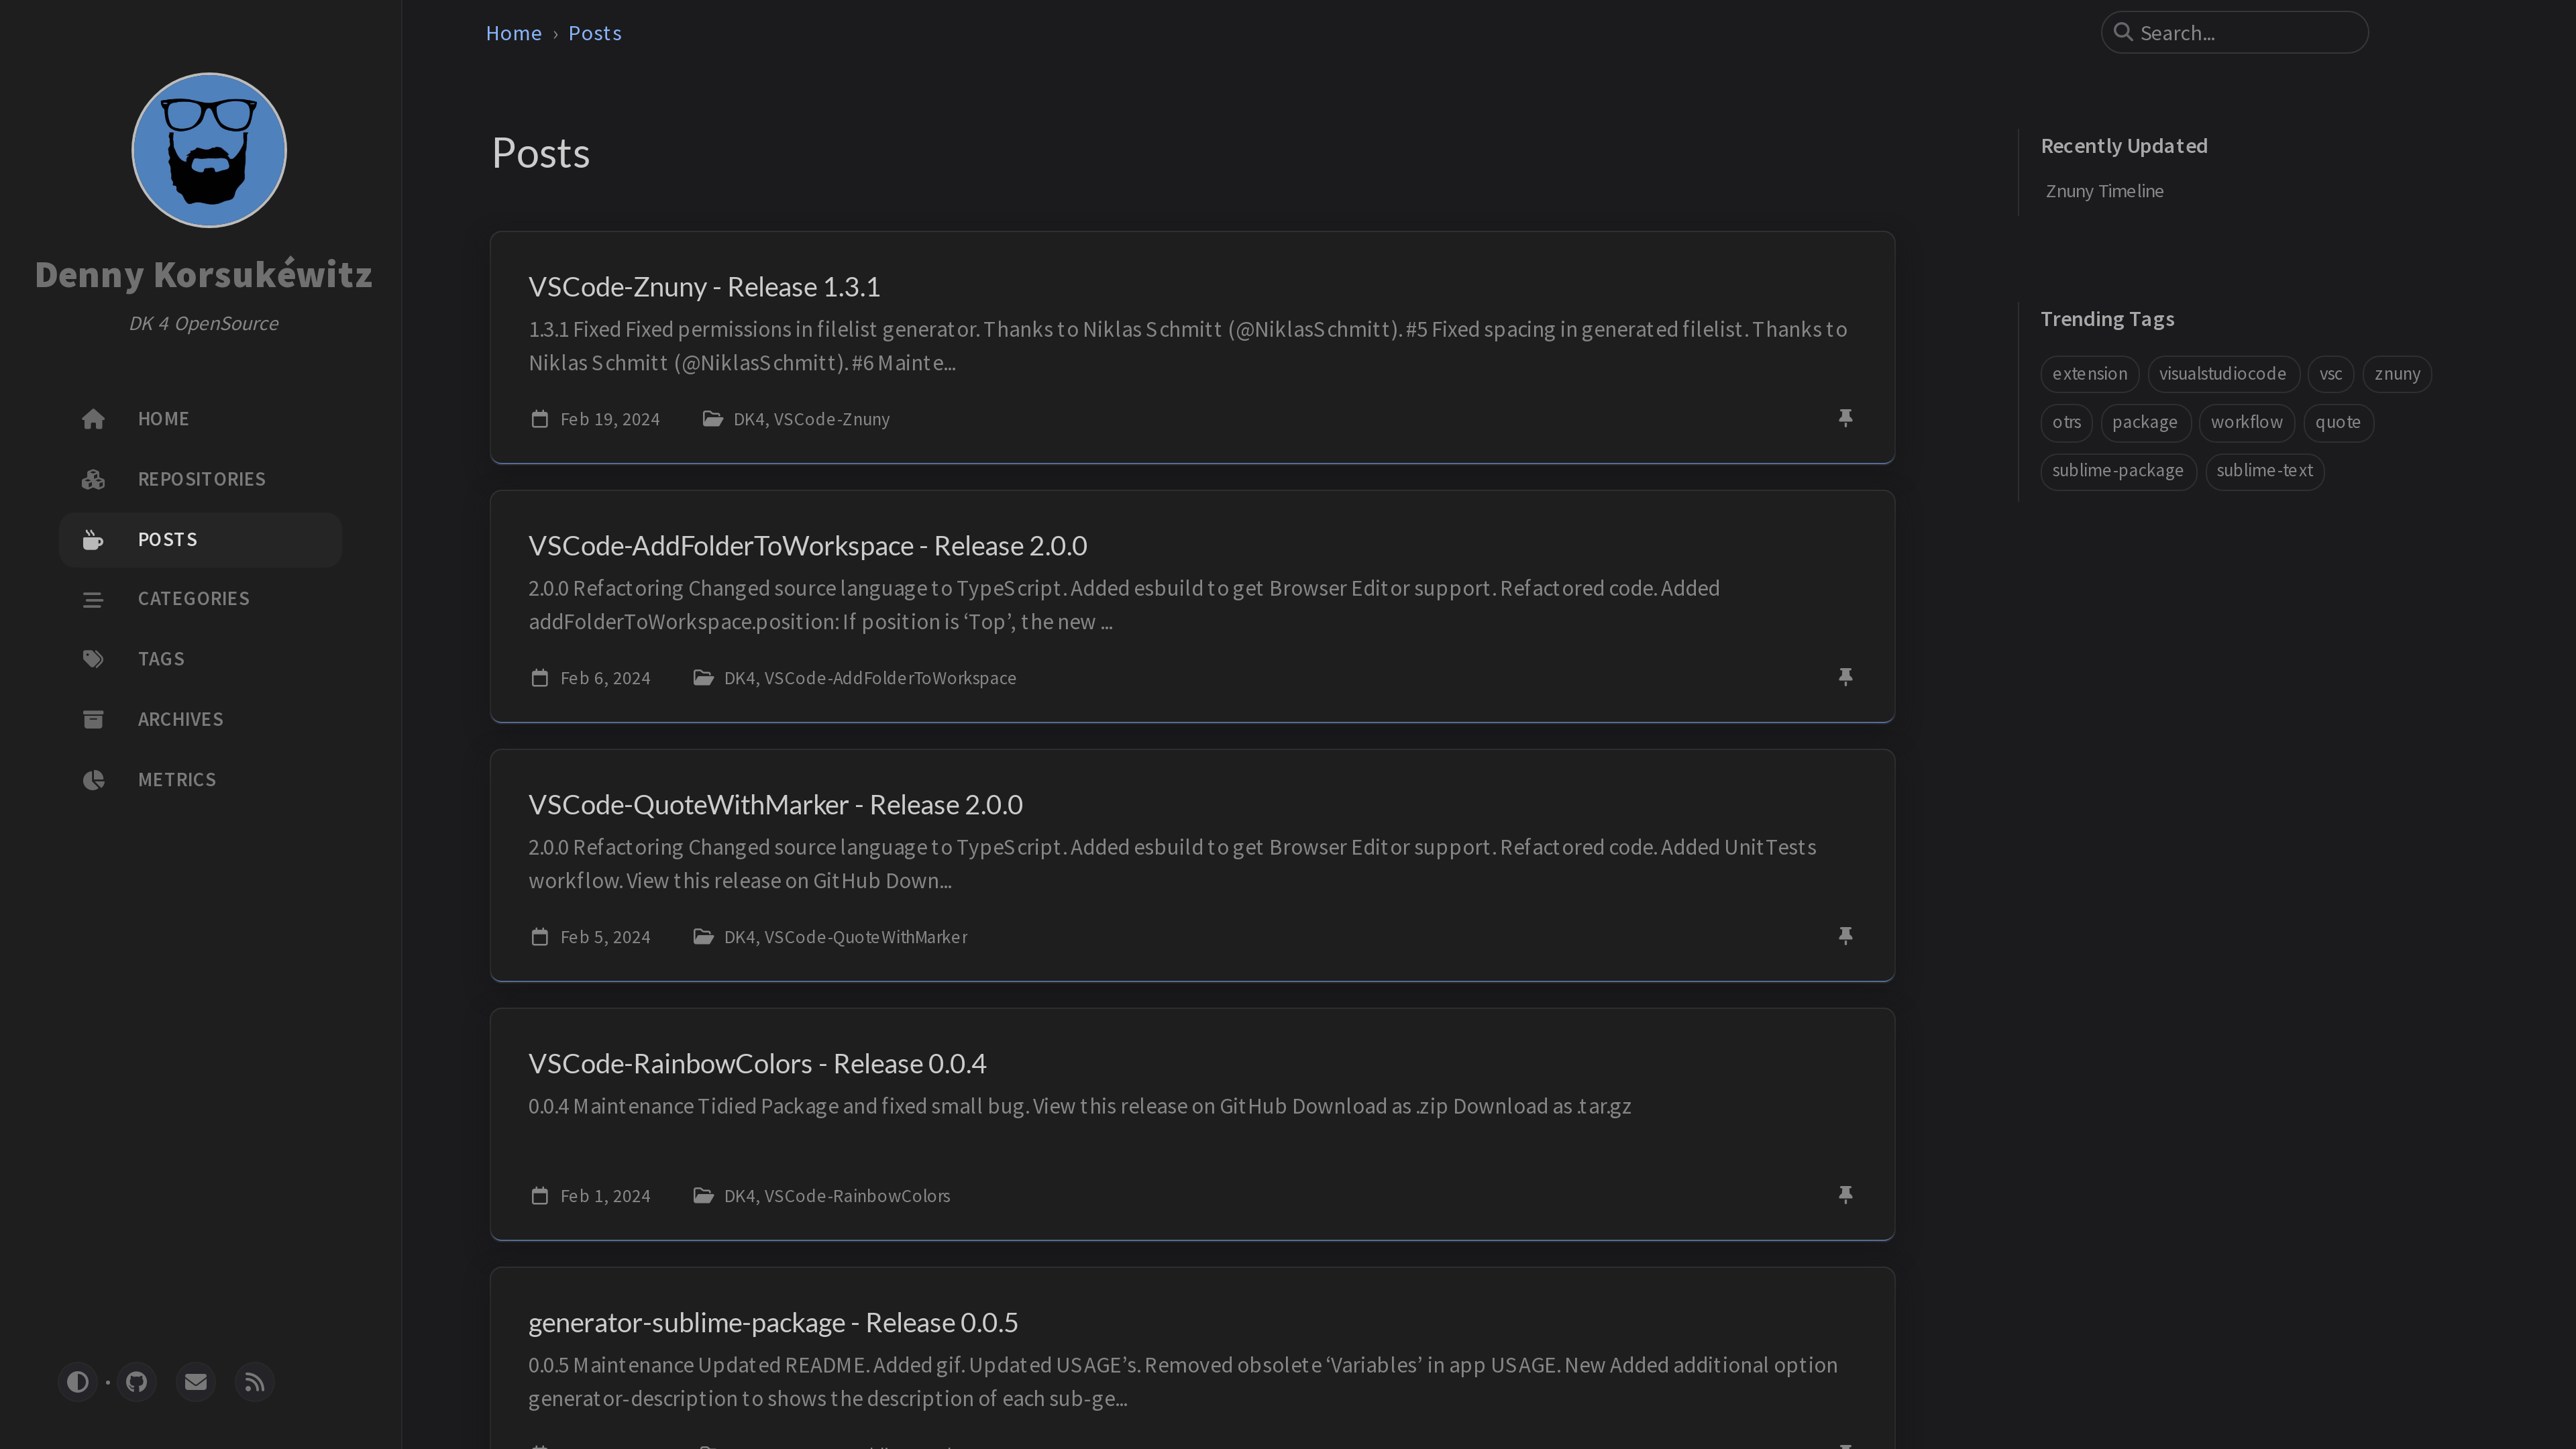 Denny Korsukéwitz
DK 4 OpenSource
HOME
REPOSITORIES
POSTS
CATEGORIES
TAGS
ARCHIVES
METRICS
Home › Posts
Search...
Posts
VSCode-Znuny - Release 1.3.1
1.3.1 Fixed Fixed permissions in filelist generator. Thanks to Niklas Schmitt (@NiklasSchmitt). #5 Fixed spacing in generated filelist. Thanks to
Niklas Schmitt (@NiklasSchmitt). #6 Mainte...
Feb 19, 2024 DK4, VSCode-Znuny
VSCode-AddFolderToWorkspace - Release 2.0.0
2.0.0 Refactoring Changed source language to TypeScript. Added esbuild to get Browser Editor support. Refactored code. Added
addFolderToWorkspace.position: If position is ‘Top’, the new ...
Feb 6, 2024 DK4, VSCode-AddFolderToWorkspace
VSCode-QuoteWithMarker - Release 2.0.0
2.0.0 Refactoring Changed source language to TypeScript. Added esbuild to get Browser Editor support. Refactored code. Added UnitTests
workflow. View this release on GitHub Down...
Feb 5, 2024 DK4, VSCode-QuoteWithMarker
VSCode-RainbowColors - Release 0.0.4
0.0.4 Maintenance Tidied Package and fixed small bug. View this release on GitHub Download as .zip Download as .tar.gz
Feb 1, 2024 DK4, VSCode-RainbowColors
generator-sublime-package - Release 0.0.5
0.0.5 Maintenance Updated README. Added gif. Updated USAGE’s. Removed obsolete ‘Variables’ in app USAGE. New Added additional option
generator-description to shows the description of each sub-ge...
Recently Updated
Znuny Timeline
Trending Tags
extension visualstudiocode vsc znuny
otrs package workflow quote
sublime-package sublime-text